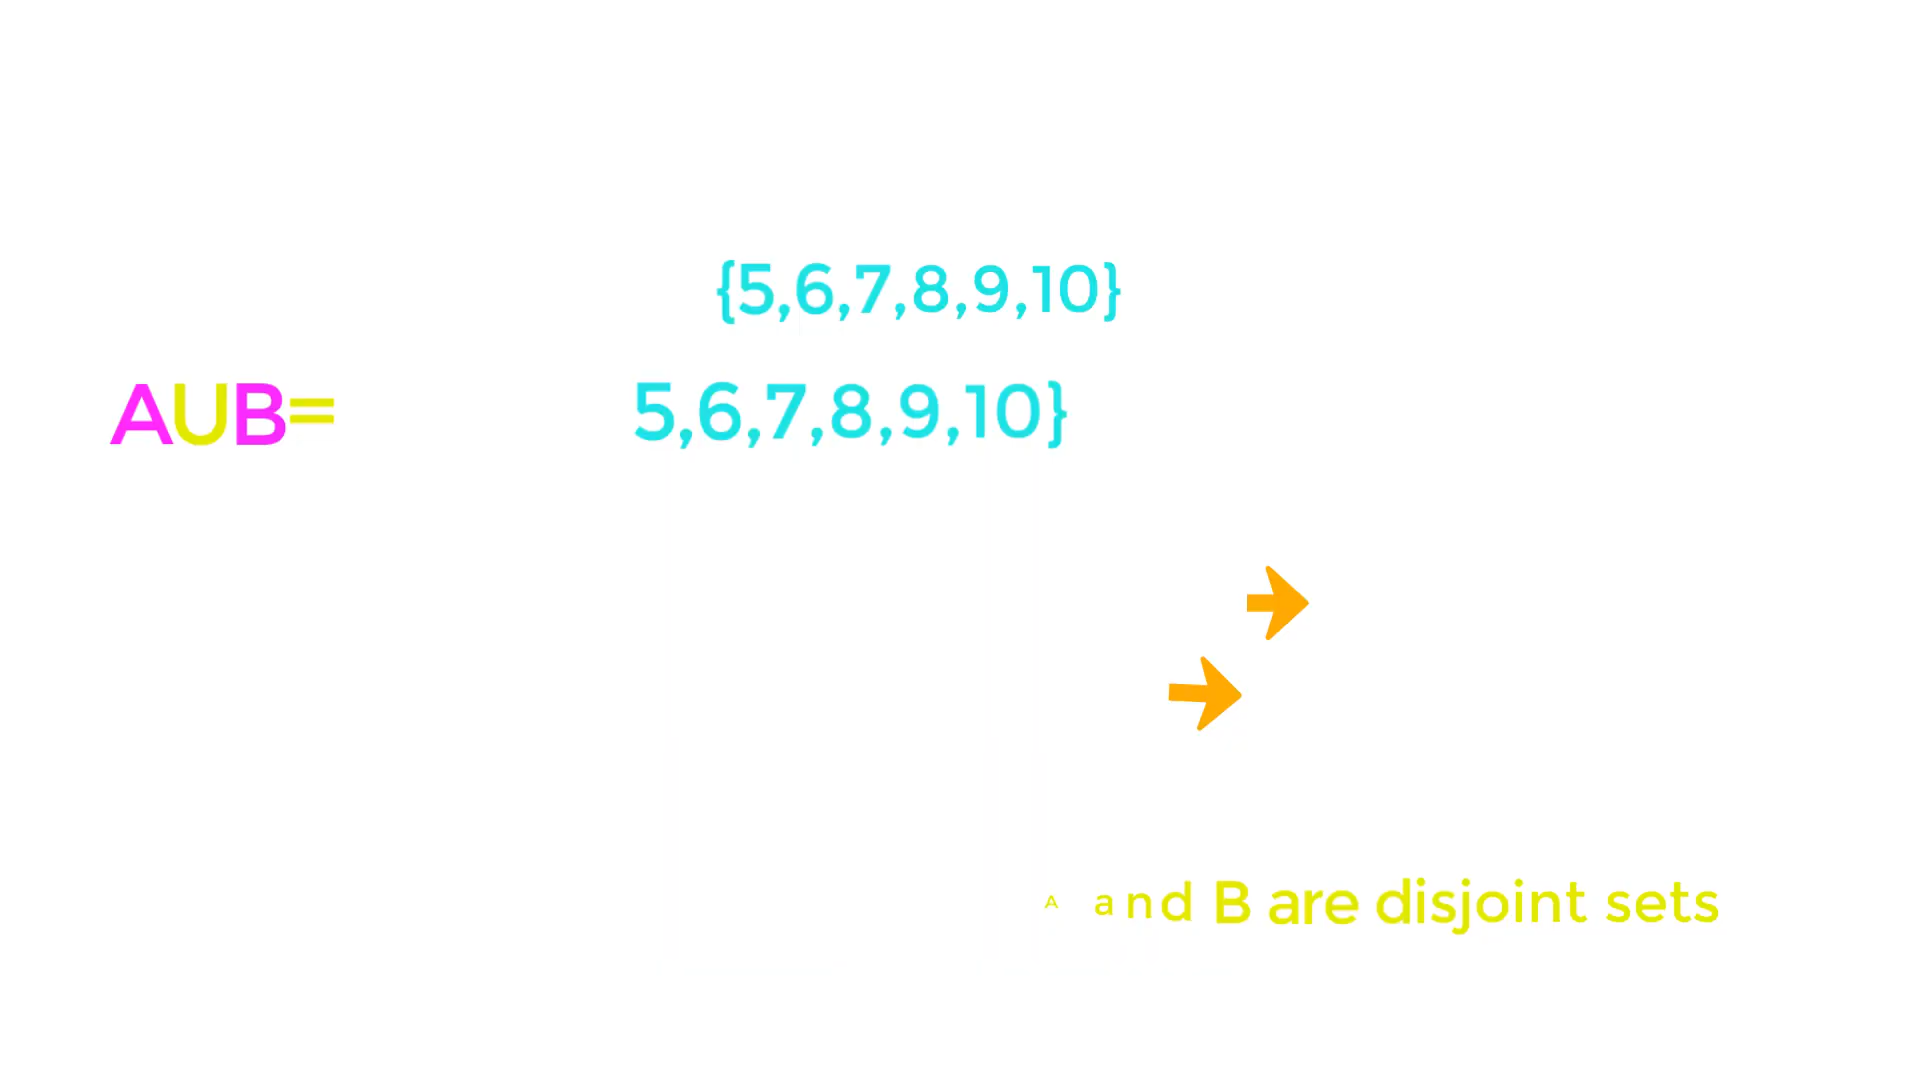 {5,6,7,8,9,10}
AUB= 5,6,7,8,9,10}
A and B are disjoint sets